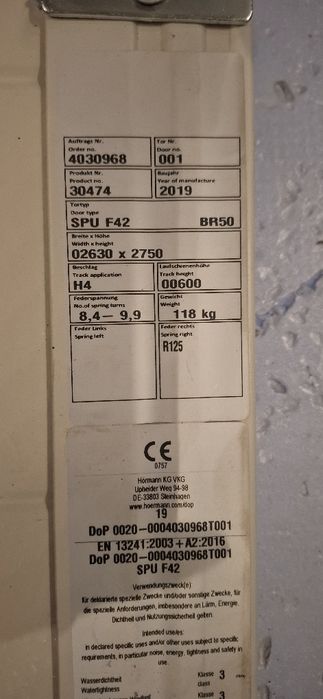 Auftrags Nr.
Order no.
4030968
Tor Nr.
Door no.
001
Produkt Nr.
Product no.
30474
Baujahr
Year of manufacture
2019
Tortyp
Door type
SPU F42 BR50
Breite x Höhe
Width x height
02630 x 2750
Beschlag
Track application
H4
Laufschienenhöhe
Track height
00600
Federspannung
No.of spring turns
8,4— 9,9
Gewicht
Weight
118 kg
Feder Links
Spring left
Feder rechts
Spring right
R125
CE
0757
Hörmann KG VKG
Upheider Weg 94-98
DE-33803 Steinhagen
www.hoermann.com/dop
19
DoP 0020-0004030968T001
EN 13241:2003+A2:2016
DoP 0020-0004030968T001
SPU F42
Verwendungszweck(e)
für deklarierte spezielle Zwecke und/oder sonstige Zwecke, für
die spezielle Anforderungen, insbesondere an Lärm, Energie,
Dichtheit und Nutzungssicherheit gelten.
Intended use/es:
in declared specific uses and/or other uses subject to specific
requirements, in particular noise, energy, tightness and safety in
use.
Wasserdichtheit Klasse 3
Watertightness class
Klasse 3